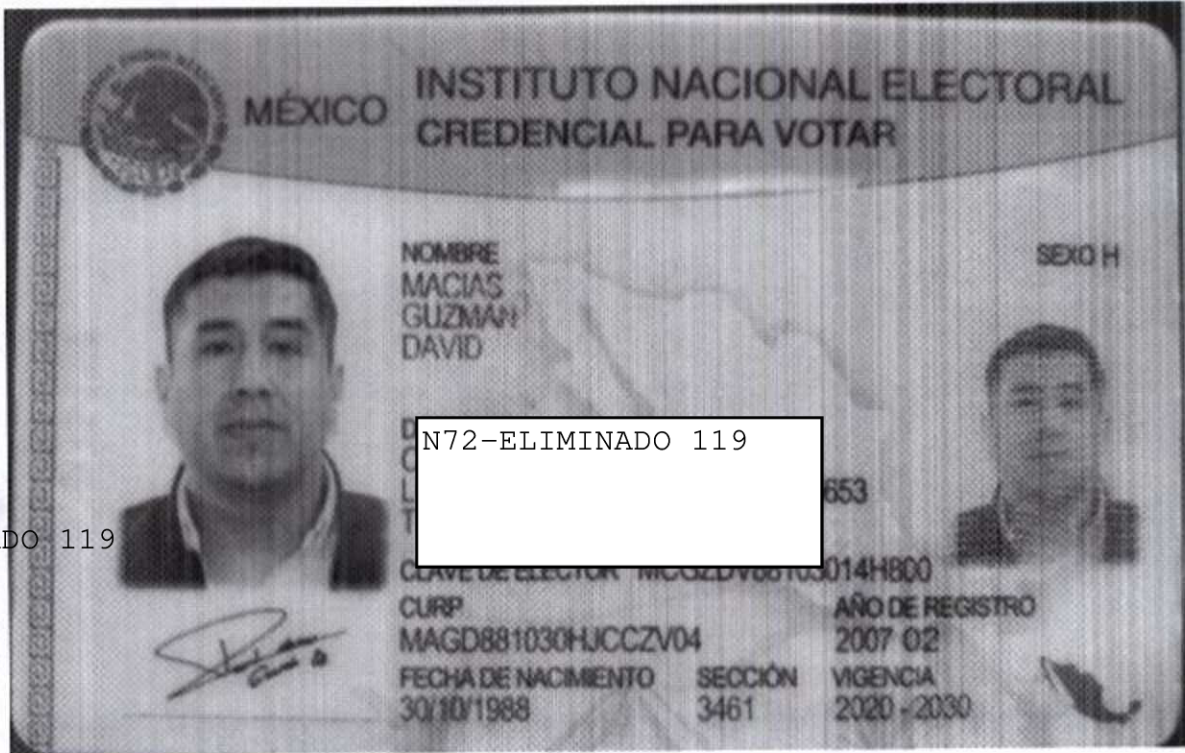 MÉXICO
INSTITUTO NACIONAL ELECTORAL
CREDENCIAL PARA VOTAR
NOMBRE
SEXO H
MACIAS
GUZMAN
DAVID
N72-ELIMINADO 119
653
DO 119
CLAVE DE ELECTOR MCGZDV88103014H800
CURP
AÑO DE REGISTRO
MAGD881030HJCCZV04
2007 02
FECHA DE NACIMIENTO SECCIÓN VIGENCIA
30/10/1988 3461 2020 - 2030